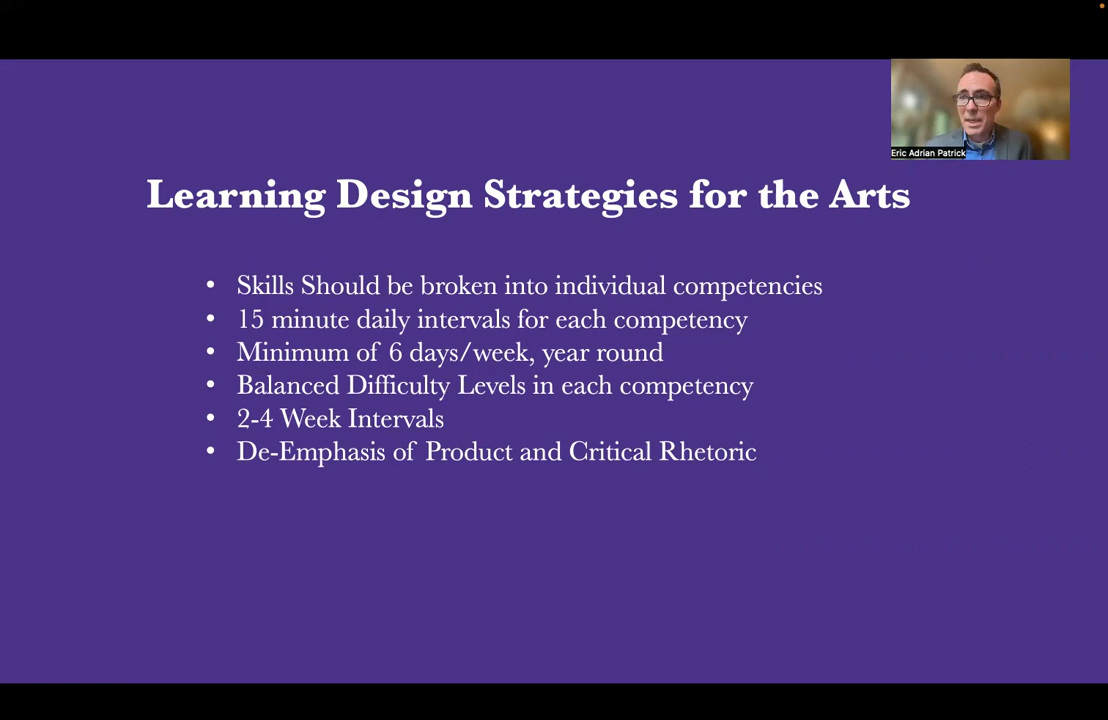 Eric Adrian Patrick
Learning Design Strategies for the Arts
• Skills Should be broken into individual competencies
• 15 minute daily intervals for each competency
• Minimum of 6 days/week, year round
• Balanced Difficulty Levels in each competency
• 2-4 Week Intervals
• De-Emphasis of Product and Critical Rhetoric